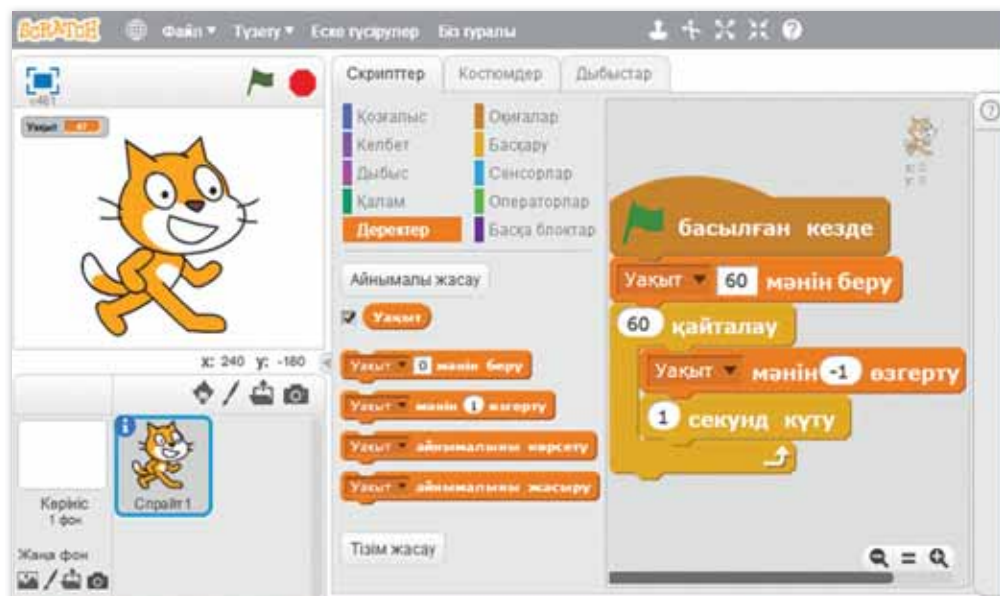 SCRATCH Файл Түзету Еске түсірулер Біз туралы
v461
Уақыт
x: 240 y: -180
Көрініс
1 фон
Спрайт1
Жаңа фон
Скрипттер Костюмдер Дыбыстар
Қозғалыс Оқиғалар
Келбет Басқару
Дыбыс Сенсорлар
Қалам Операторлар
Деректер Басқа блоктар
Айнымалы жасау
Уақыт
Уақыт 0 мәнін беру
Уақыт мәнін 1 өзгерту
Уақыт айнымалыны көрсету
Уақыт айнымалыны жасыру
Тізім жасау
басылған кезде
Уақыт 60 мәнін беру
60 қайталау
Уақыт мәнін -1 өзгерту
1 секунд күту